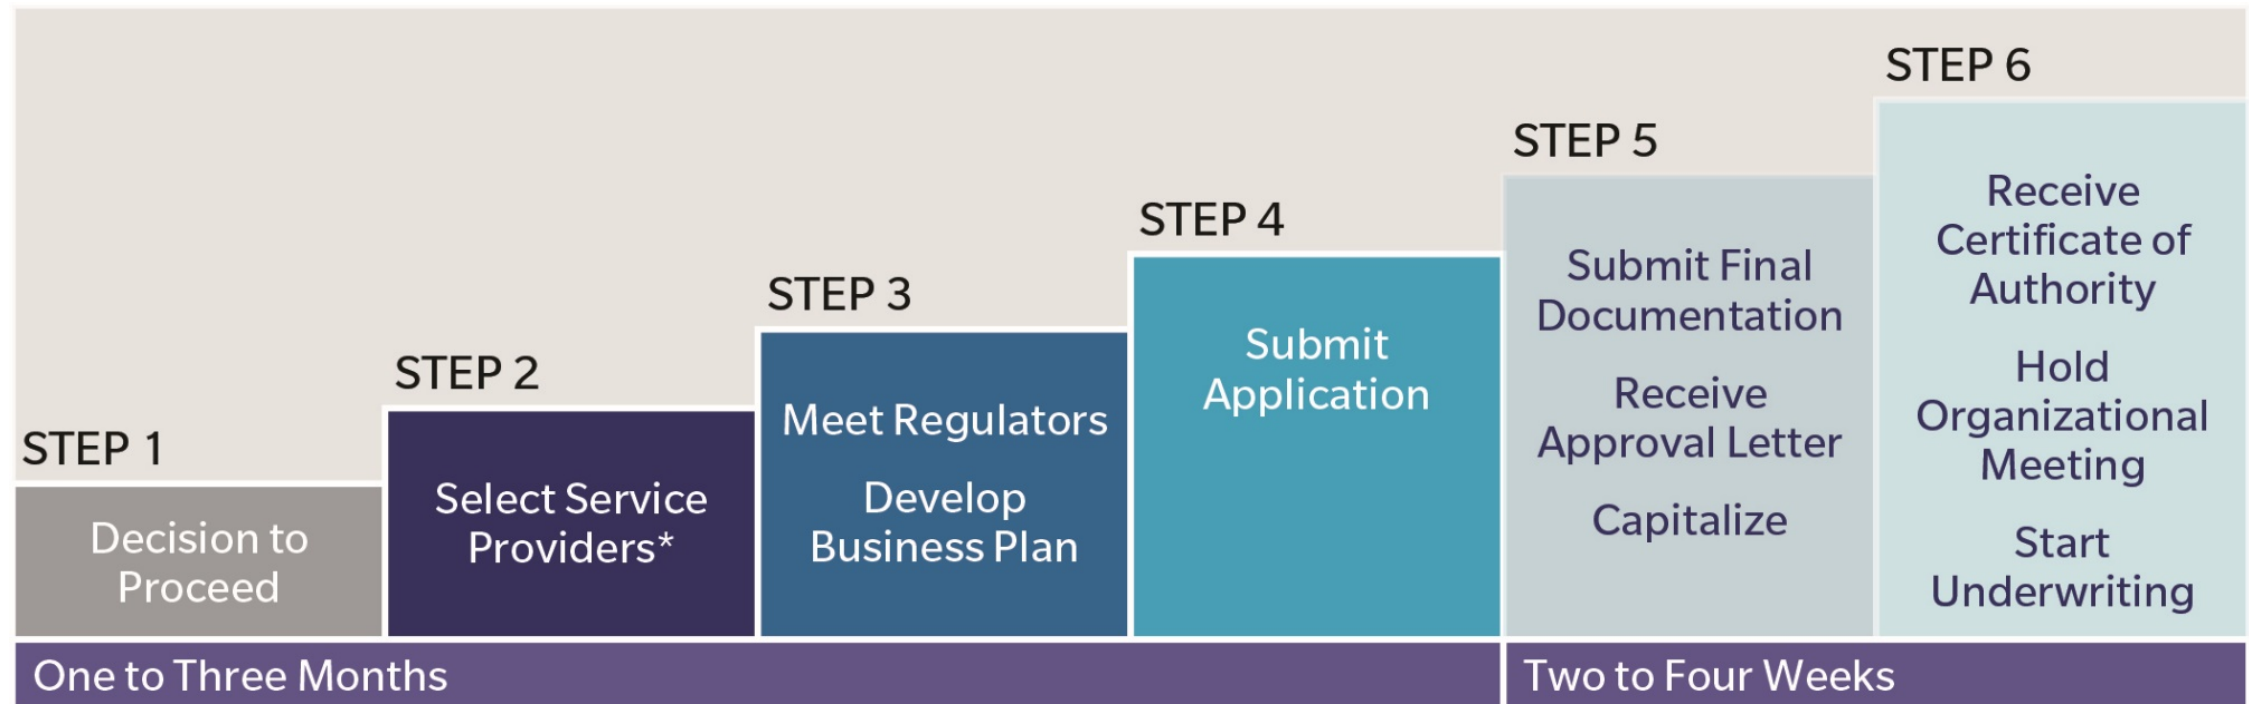 STEP 1
Decision to
Proceed
STEP 2
Select Service
Providers*
STEP 3
Meet Regulators
Develop
Business Plan
STEP 4
Submit
Application
STEP 5
Submit Final
Documentation
Receive
Approval Letter
Capitalize
STEP 6
Receive
Certificate of
Authority
Hold
Organizational
Meeting
Start
Underwriting
One to Three Months
Two to Four Weeks